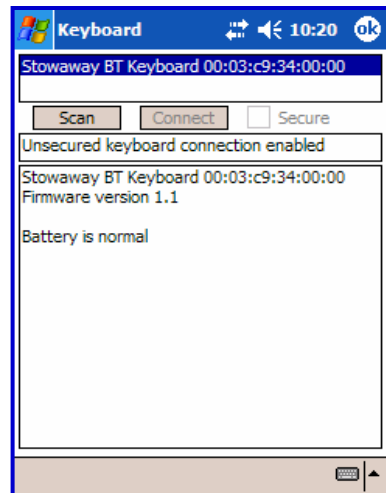 Keyboard 10:20 ok
Stowaway BT Keyboard 00:03:c9:34:00:00
Scan Connect Secure
Unsecured keyboard connection enabled
Stowaway BT Keyboard 00:03:c9:34:00:00
Firmware version 1.1
Battery is normal